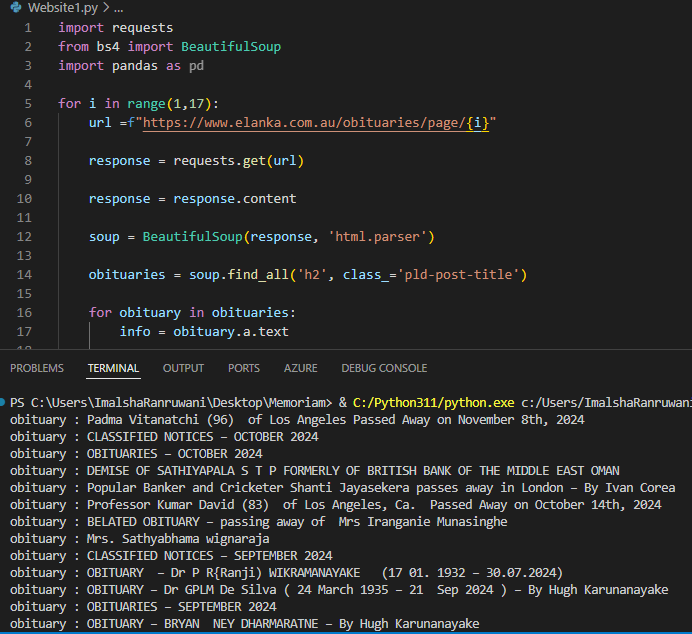 Website1.py > ...
1 import requests
2 from bs4 import BeautifulSoup
3 import pandas as pd
4
5 for i in range(1,17):
6 url =f"https://www.elanka.com.au/obituaries/page/{i}"
7
8 response = requests.get(url)
9
10 response = response.content
11
12 soup = BeautifulSoup(response, 'html.parser')
13
14 obituaries = soup.find_all('h2', class_='pld-post-title')
15
16 for obituary in obituaries:
17 info = obituary.a.text
18
PROBLEMS TERMINAL OUTPUT PORTS AZURE DEBUG CONSOLE
PS C:\Users\ImalshaRanruwani\Desktop\Memoriam> & C:/Python311/python.exe c:/Users/ImalshaRanruwani
obituary : Padma Vitanatchi (96)  of Los Angeles Passed Away on November 8th, 2024
obituary : CLASSIFIED NOTICES – OCTOBER 2024
obituary : OBITUARIES – OCTOBER 2024
obituary : DEMISE OF SATHIYAPALA S T P FORMERLY OF BRITISH BANK OF THE MIDDLE EAST OMAN
obituary : Popular Banker and Cricketer Shanti Jayasekera passes away in London – By Ivan Corea
obituary : Professor Kumar David (83)  of Los Angeles, Ca.  Passed Away on October 14th, 2024
obituary : BELATED OBITUARY – passing away of  Mrs Iranganie Munasinghe
obituary : Mrs. Sathyabhama wignaraja
obituary : CLASSIFIED NOTICES – SEPTEMBER 2024
obituary : OBITUARY  – Dr P R{Ranji) WIKRAMANAYAKE   (17 01. 1932 – 30.07.2024)
obituary : OBITUARY – Dr GPLM De Silva ( 24 March 1935 – 21  Sep 2024 ) – By Hugh Karunanayake
obituary : OBITUARIES – SEPTEMBER 2024
obituary : OBITUARY – BRYAN  NEY DHARMARATNE – By Hugh Karunanayake